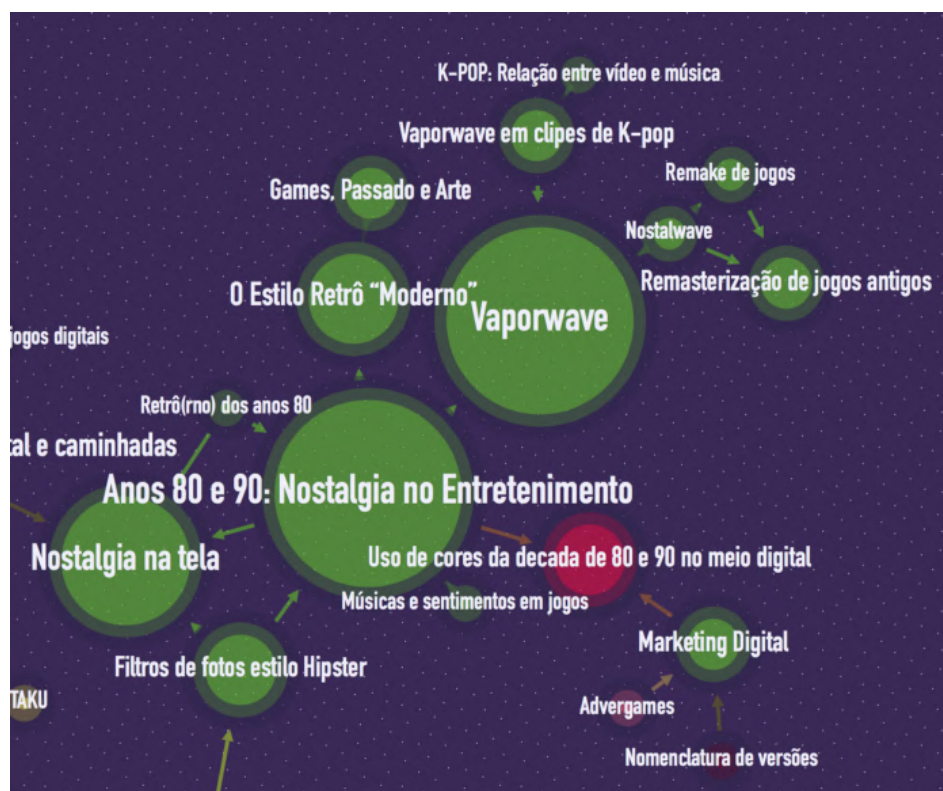 K-POP: Relação entre vídeo e música
Vaporwave em clipes de K-pop
Remake de jogos
Games, Passado e Arte
Nostalwave
Remasterização de jogos antigos
O Estilo Retrô “Moderno”
Vaporwave
jogos digitais
Retrô(rno) dos anos 80
tal e caminhadas
Anos 80 e 90: Nostalgia no Entretenimento
Nostalgia na tela
Uso de cores da decada de 80 e 90 no meio digital
Músicas e sentimentos em jogos
Marketing Digital
Filtros de fotos estilo Hipster
TAKU
Advergames
Nomenclatura de versões